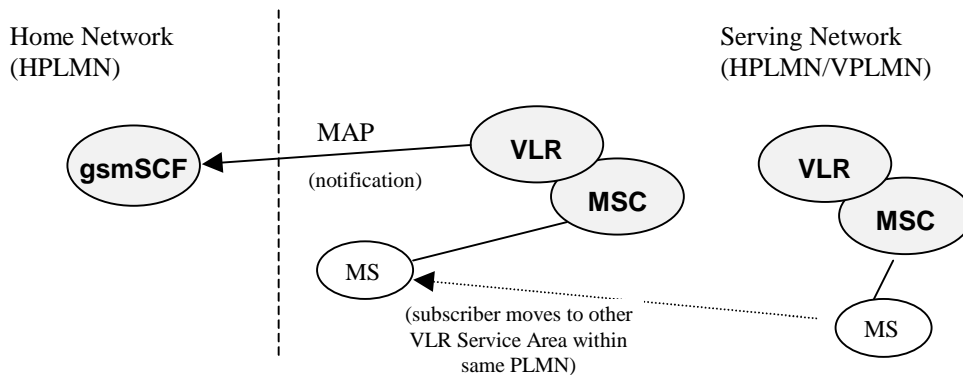 Home Network
(HPLMN)
Serving Network
(HPLMN/VPLMN)
MAP
(notification)
gsmSCF
VLR
MSC
VLR
MSC
MS
(subscriber moves to other
VLR Service Area within
same PLMN)
MS